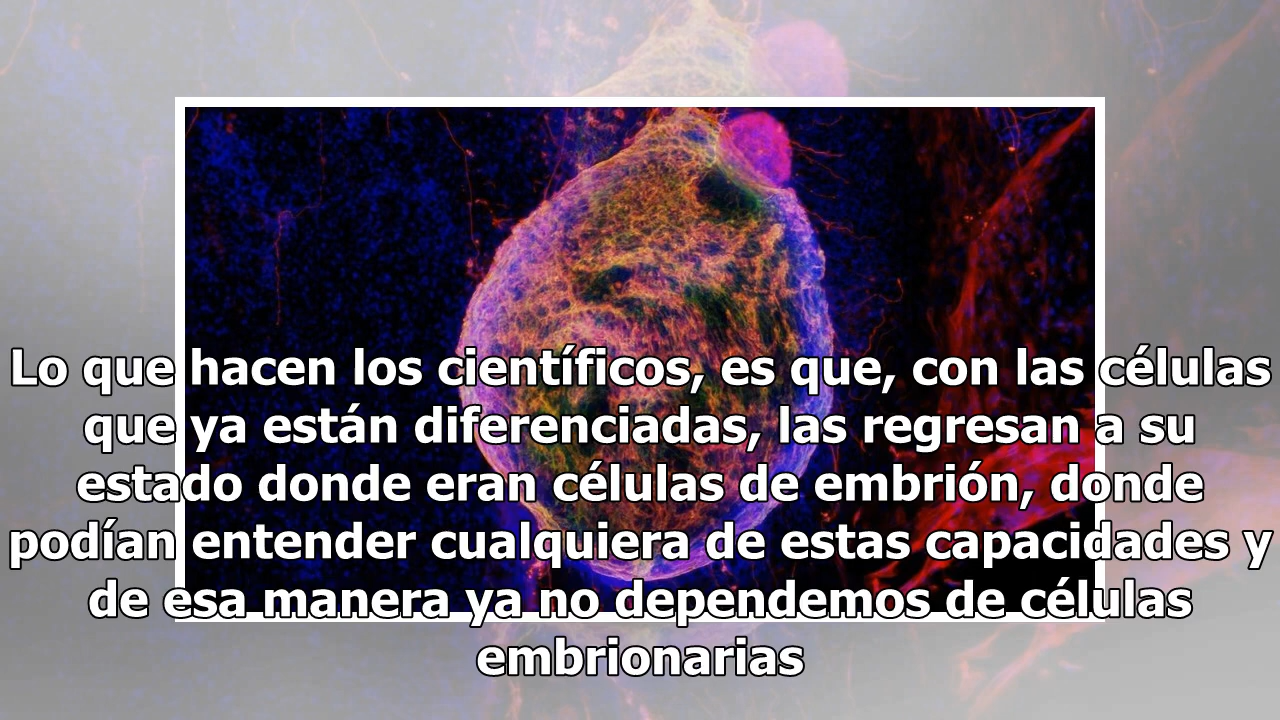 Lo que hacen los científicos, es que, con las células
que ya están diferenciadas, las regresan a su
estado donde eran células de embrión, donde
podían entender cualquiera de estas capacidades y
de esa manera ya no dependemos de células
embrionarias